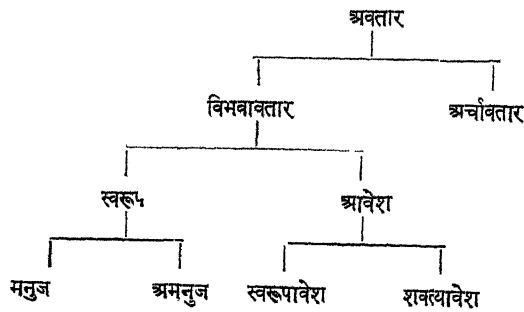 अवतार
विभवावतार अर्चावतार
स्वरूप आवेश
मनुज अमनुज स्वरूपावेश शक्त्यावेश